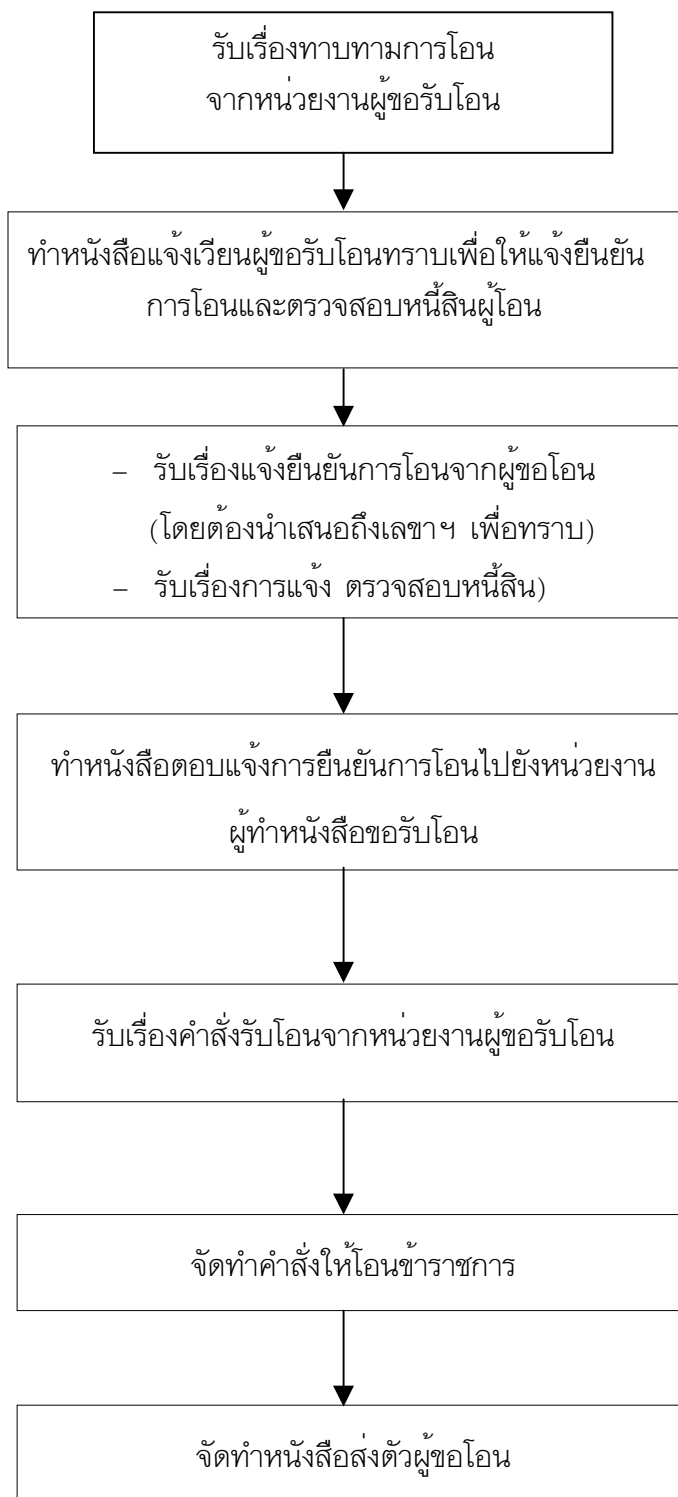 รับเรื่องทาบทามการโอน
จากหน่วยงานผู้ขอรับโอน
ทำหนังสือแจ้งเวียนผู้ขอรับโอนทราบเพื่อให้แจ้งยืนยัน
การโอนและตรวจสอบหนี้สินผู้โอน
– รับเรื่องแจ้งยืนยันการโอนจากผู้ขอโอน
(โดยต้องนำเสนอถึงเลขาฯ เพื่อทราบ)
– รับเรื่องการแจ้ง ตรวจสอบหนี้สิน)
ทำหนังสือตอบแจ้งการยืนยันการโอนไปยังหน่วยงาน
ผู้ทำหนังสือขอรับโอน
รับเรื่องคำสั่งรับโอนจากหน่วยงานผู้ขอรับโอน
จัดทำคำสั่งให้โอนข้าราชการ
จัดทำหนังสือส่งตัวผู้ขอโอน